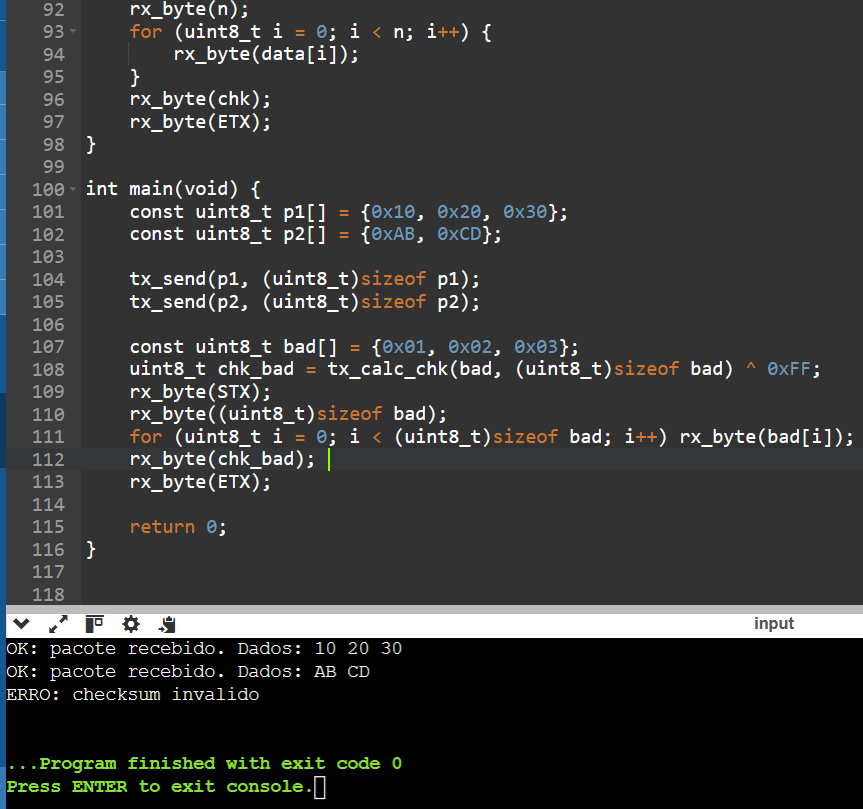 92 rx_byte(n);
93 for (uint8_t i = 0; i < n; i++) {
94 rx_byte(data[i]);
95 }
96 rx_byte(chk);
97 rx_byte(ETX);
98 }
99
100 int main(void) {
101 const uint8_t p1[] = {0x10, 0x20, 0x30};
102 const uint8_t p2[] = {0xAB, 0xCD};
103
104 tx_send(p1, (uint8_t)sizeof p1);
105 tx_send(p2, (uint8_t)sizeof p2);
106
107 const uint8_t bad[] = {0x01, 0x02, 0x03};
108 uint8_t chk_bad = tx_calc_chk(bad, (uint8_t)sizeof bad) ^ 0xFF;
109 rx_byte(STX);
110 rx_byte((uint8_t)sizeof bad);
111 for (uint8_t i = 0; i < (uint8_t)sizeof bad; i++) rx_byte(bad[i]);
112 rx_byte(chk_bad);
113 rx_byte(ETX);
114
115 return 0;
116 }
117
118
input
OK: pacote recebido. Dados: 10 20 30
OK: pacote recebido. Dados: AB CD
ERRO: checksum invalido
...Program finished with exit code 0
Press ENTER to exit console.